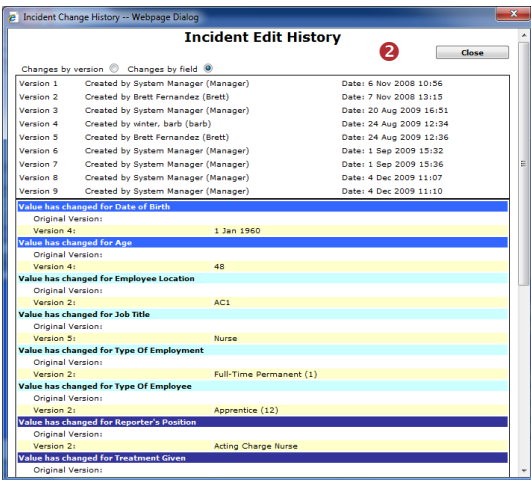 Incident Change History -- Webpage Dialog
X
Incident Edit History
2
Close
Changes by version Changes by field
Version 1 Created by System Manager (Manager) Date: 6 Nov 2008 10:56
Version 2 Created by Brett Fernandez (Brett) Date: 7 Nov 2008 13:15
Version 3 Created by System Manager (Manager) Date: 20 Aug 2009 16:51
Version 4 Created by winter, barb (barb) Date: 24 Aug 2009 12:34
Version 5 Created by Brett Fernandez (Brett) Date: 24 Aug 2009 12:36
Version 6 Created by System Manager (Manager) Date: 1 Sep 2009 15:32
Version 7 Created by System Manager (Manager) Date: 1 Sep 2009 15:36
Version 8 Created by System Manager (Manager) Date: 4 Dec 2009 11:07
Version 9 Created by System Manager (Manager) Date: 4 Dec 2009 11:10
Value has changed for Date of Birth
Original Version:
Version 4: 1 Jan 1960
Value has changed for Age
Original Version:
Version 4: 48
Value has changed for Employee Location
Original Version:
Version 2: AC1
Value has changed for Job Title
Original Version:
Version 5: Nurse
Value has changed for Type Of Employment
Original Version:
Version 2: Full-Time Permanent (1)
Value has changed for Type Of Employee
Original Version:
Version 2: Apprentice (12)
Value has changed for Reporter's Position
Original Version:
Version 2: Acting Charge Nurse
Value has changed for Treatment Given
Original Version: